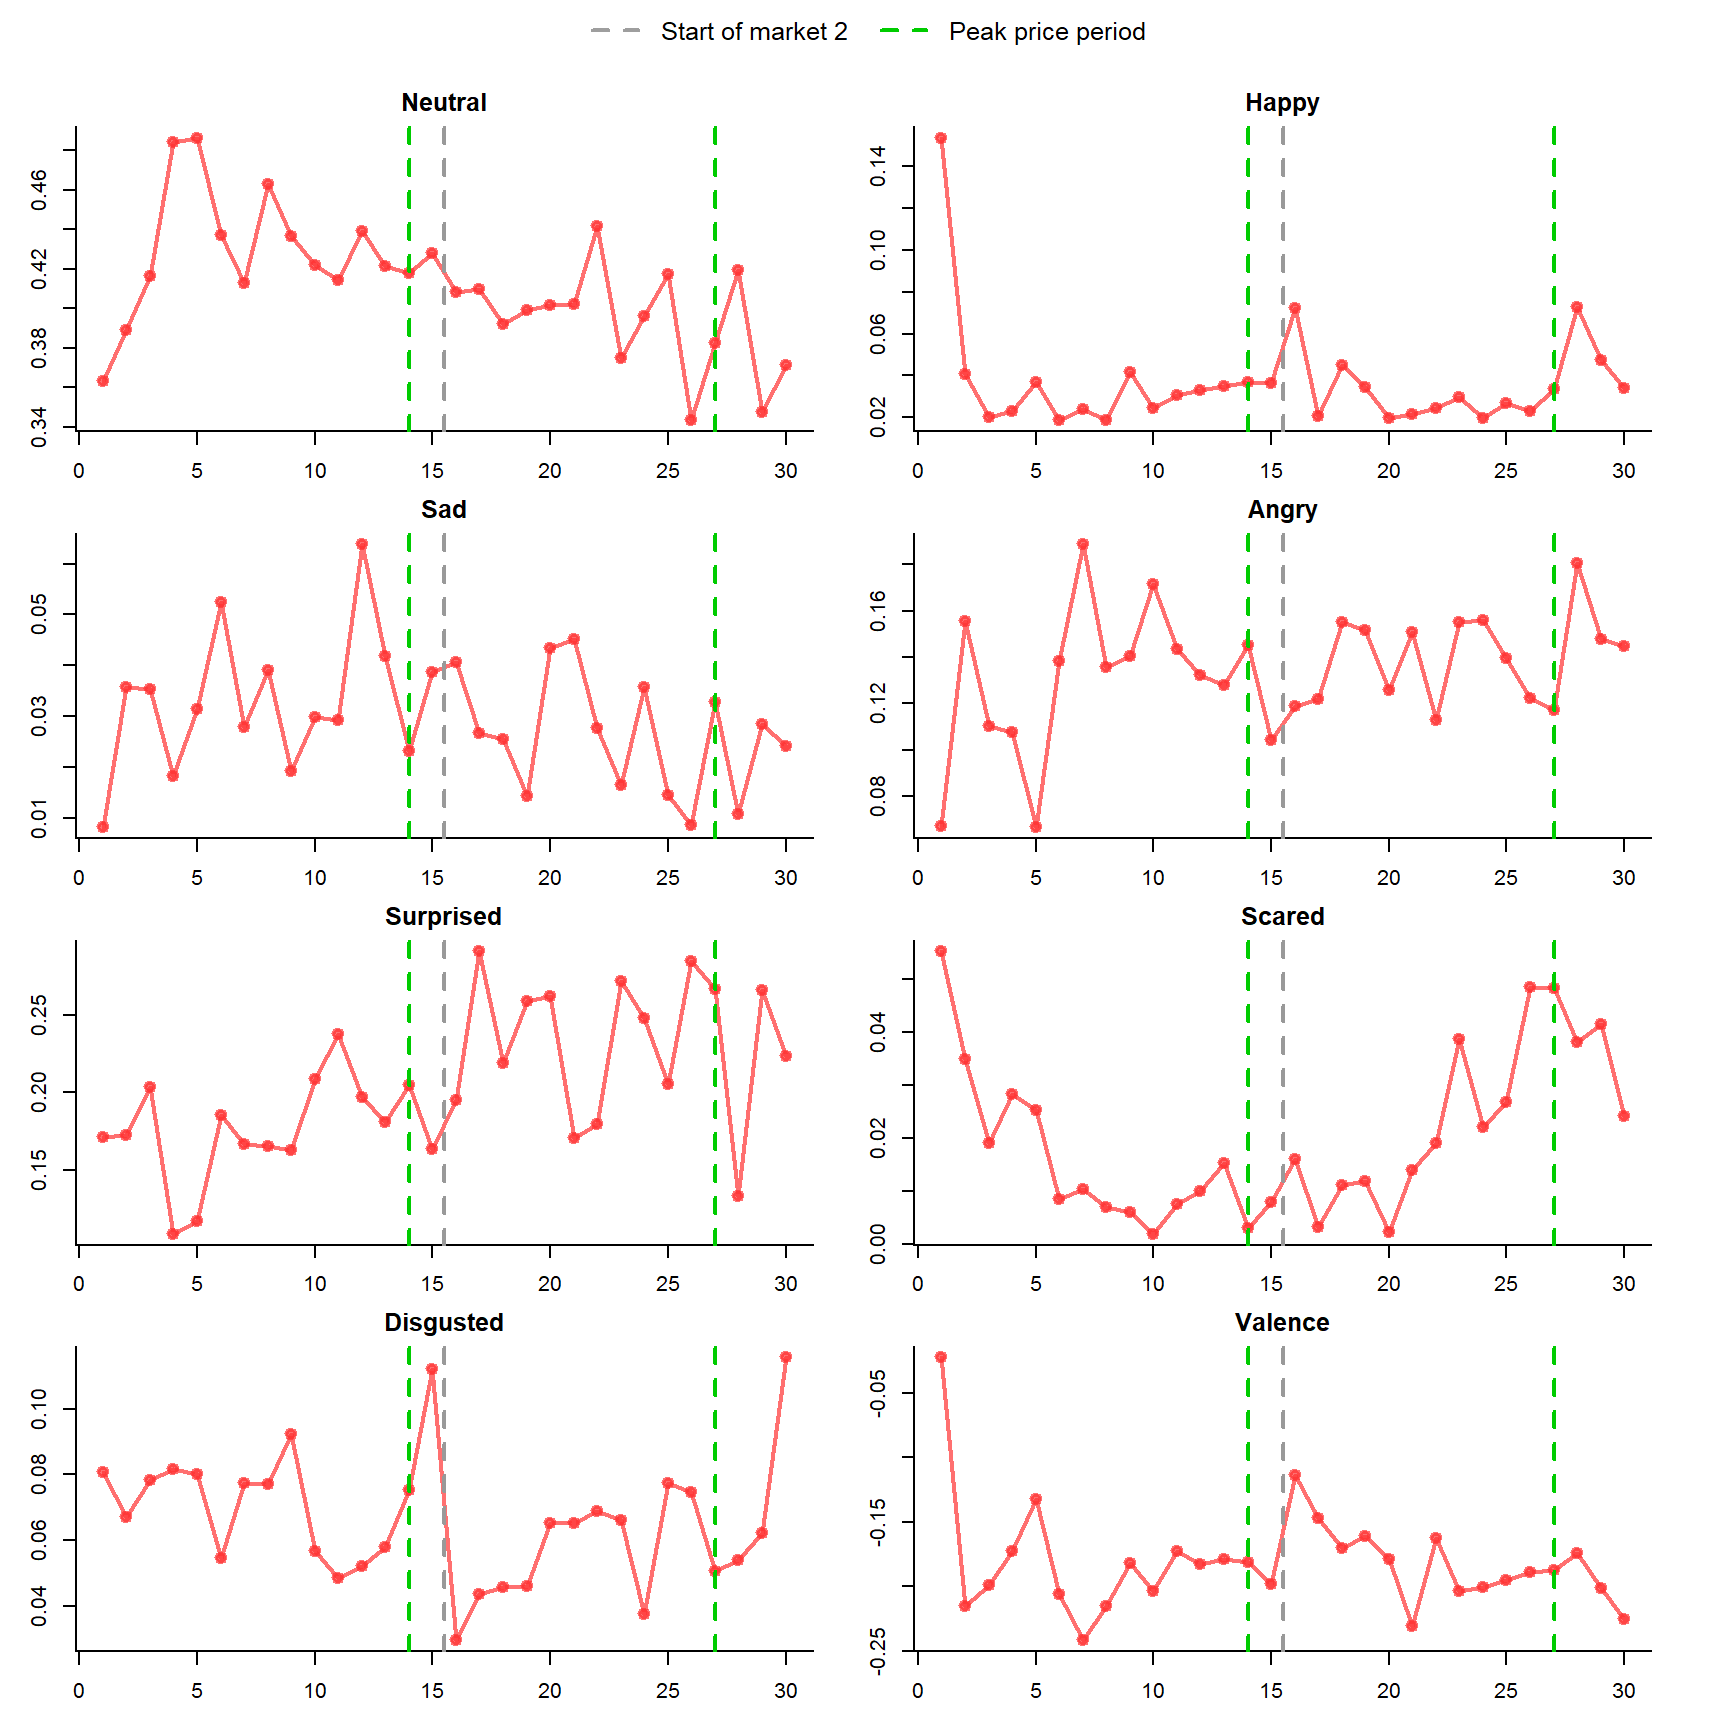 Start of market 2 Peak price period
Neutral Happy
0.34 0.38 0.42 0.46
0.02 0.06 0.10 0.14
0 5 10 15 20 25 30
0 5 10 15 20 25 30
Sad Angry
0.01 0.03 0.05
0.08 0.12 0.16
0 5 10 15 20 25 30
0 5 10 15 20 25 30
Surprised Scared
0.15 0.20 0.25
0.00 0.02 0.04
0 5 10 15 20 25 30
0 5 10 15 20 25 30
Disgusted Valence
0.04 0.06 0.08 0.10
-0.25 -0.15 -0.05
0 5 10 15 20 25 30
0 5 10 15 20 25 30